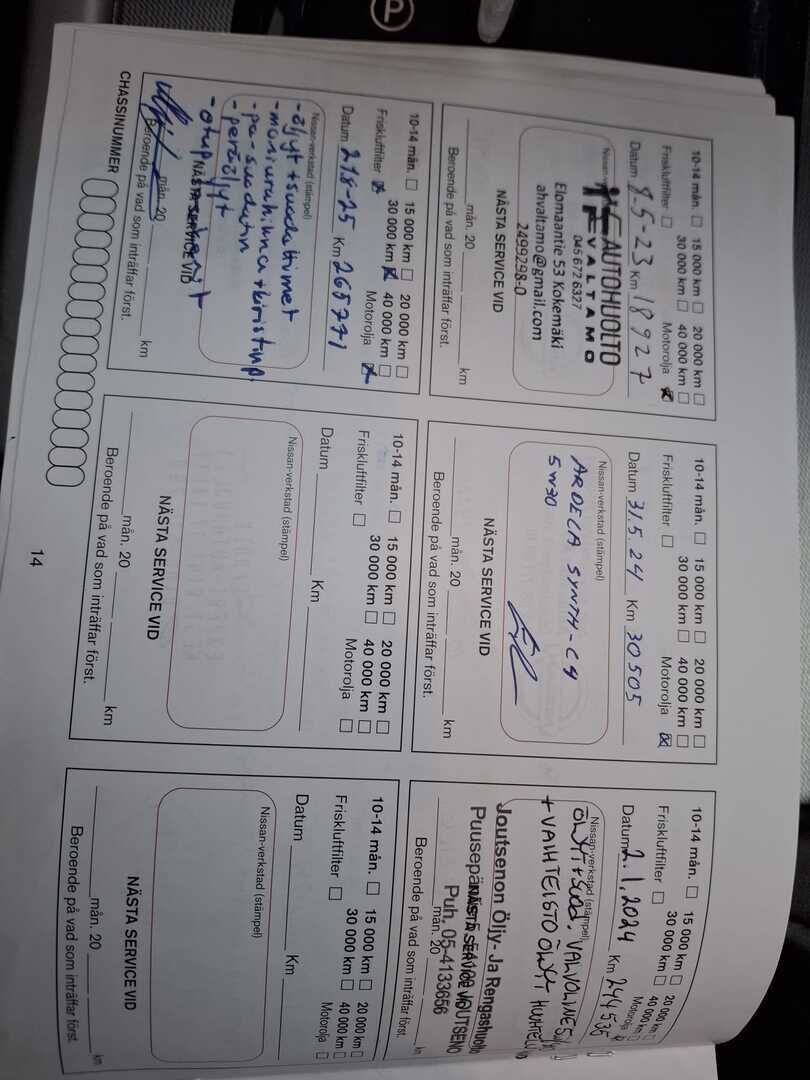 P
10-14 mån. 15 000 km 20 000 km
30 000 km 40 000 km
Friskluftfilter Motorolja
Datum 8-5-23 Km 18927
AUTOHUOLTO
VALTAMO
045 672 6327
Elomaantie 53 Kokemäki
ahvaltamo@gmail.com
2499298-0
NÄSTA SERVICE VID
mån. 20 km
Beroende på vad som inträffar först.
10-14 mån. 15 000 km 20 000 km
30 000 km 40 000 km
Friskluftfilter Motorolja
Datum 31.5.24 Km 30505
Nissan-verkstad (stämpel)
ARDECA SYNTH-C4
5W30
NÄSTA SERVICE VID
mån. 20 km
Beroende på vad som inträffar först.
10-14 mån. 15 000 km 20 000 km
30 000 km 40 000 km
Friskluftfilter Motorolja
Datum 2.1.2024 Km 244535
Nissan-verkstad (stämpel)
ÖLJYT+SUOD. VALVOLINE
+VAIHTEISTO ÖLJYT
Joutsenon Öljy- Ja Rengashuolto
NÄSTA SERVICE VID
Puh. 05-4133656
mån. 20 km
Beroende på vad som inträffar först.
10-14 mån. 15 000 km 20 000 km
30 000 km 40 000 km
Friskluftfilter Motorolja
Datum 21.8-25 Km 265771
Nissan-verkstad (stämpel)
-öljyt+suodattimet
-pa-suodatin
-peräöljyt
NÄSTA SERVICE VID
mån. 20 km
Beroende på vad som inträffar först.
10-14 mån. 15 000 km 20 000 km
30 000 km 40 000 km
Friskluftfilter Motorolja
Datum Km
Nissan-verkstad (stämpel)
NÄSTA SERVICE VID
mån. 20 km
Beroende på vad som inträffar först.
10-14 mån. 15 000 km 20 000 km
30 000 km 40 000 km
Friskluftfilter Motorolja
Datum Km
Nissan-verkstad (stämpel)
NÄSTA SERVICE VID
mån. 20 km
Beroende på vad som inträffar först.
CHASSINUMMER
14